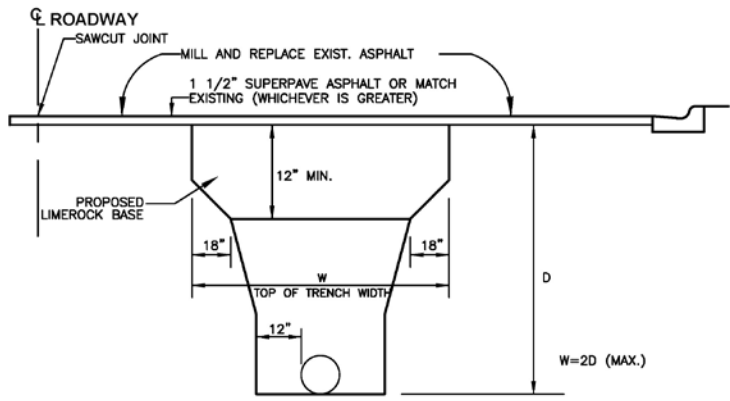 ℄ ROADWAY
SAWCUT JOINT
MILL AND REPLACE EXIST. ASPHALT
1 1/2" SUPERPAVE ASPHALT OR MATCH
EXISTING (WHICHEVER IS GREATER)
12" MIN.
PROPOSED
LIMEROCK BASE
18"
18"
W
TOP OF TRENCH WIDTH
D
12"
W=2D (MAX.)